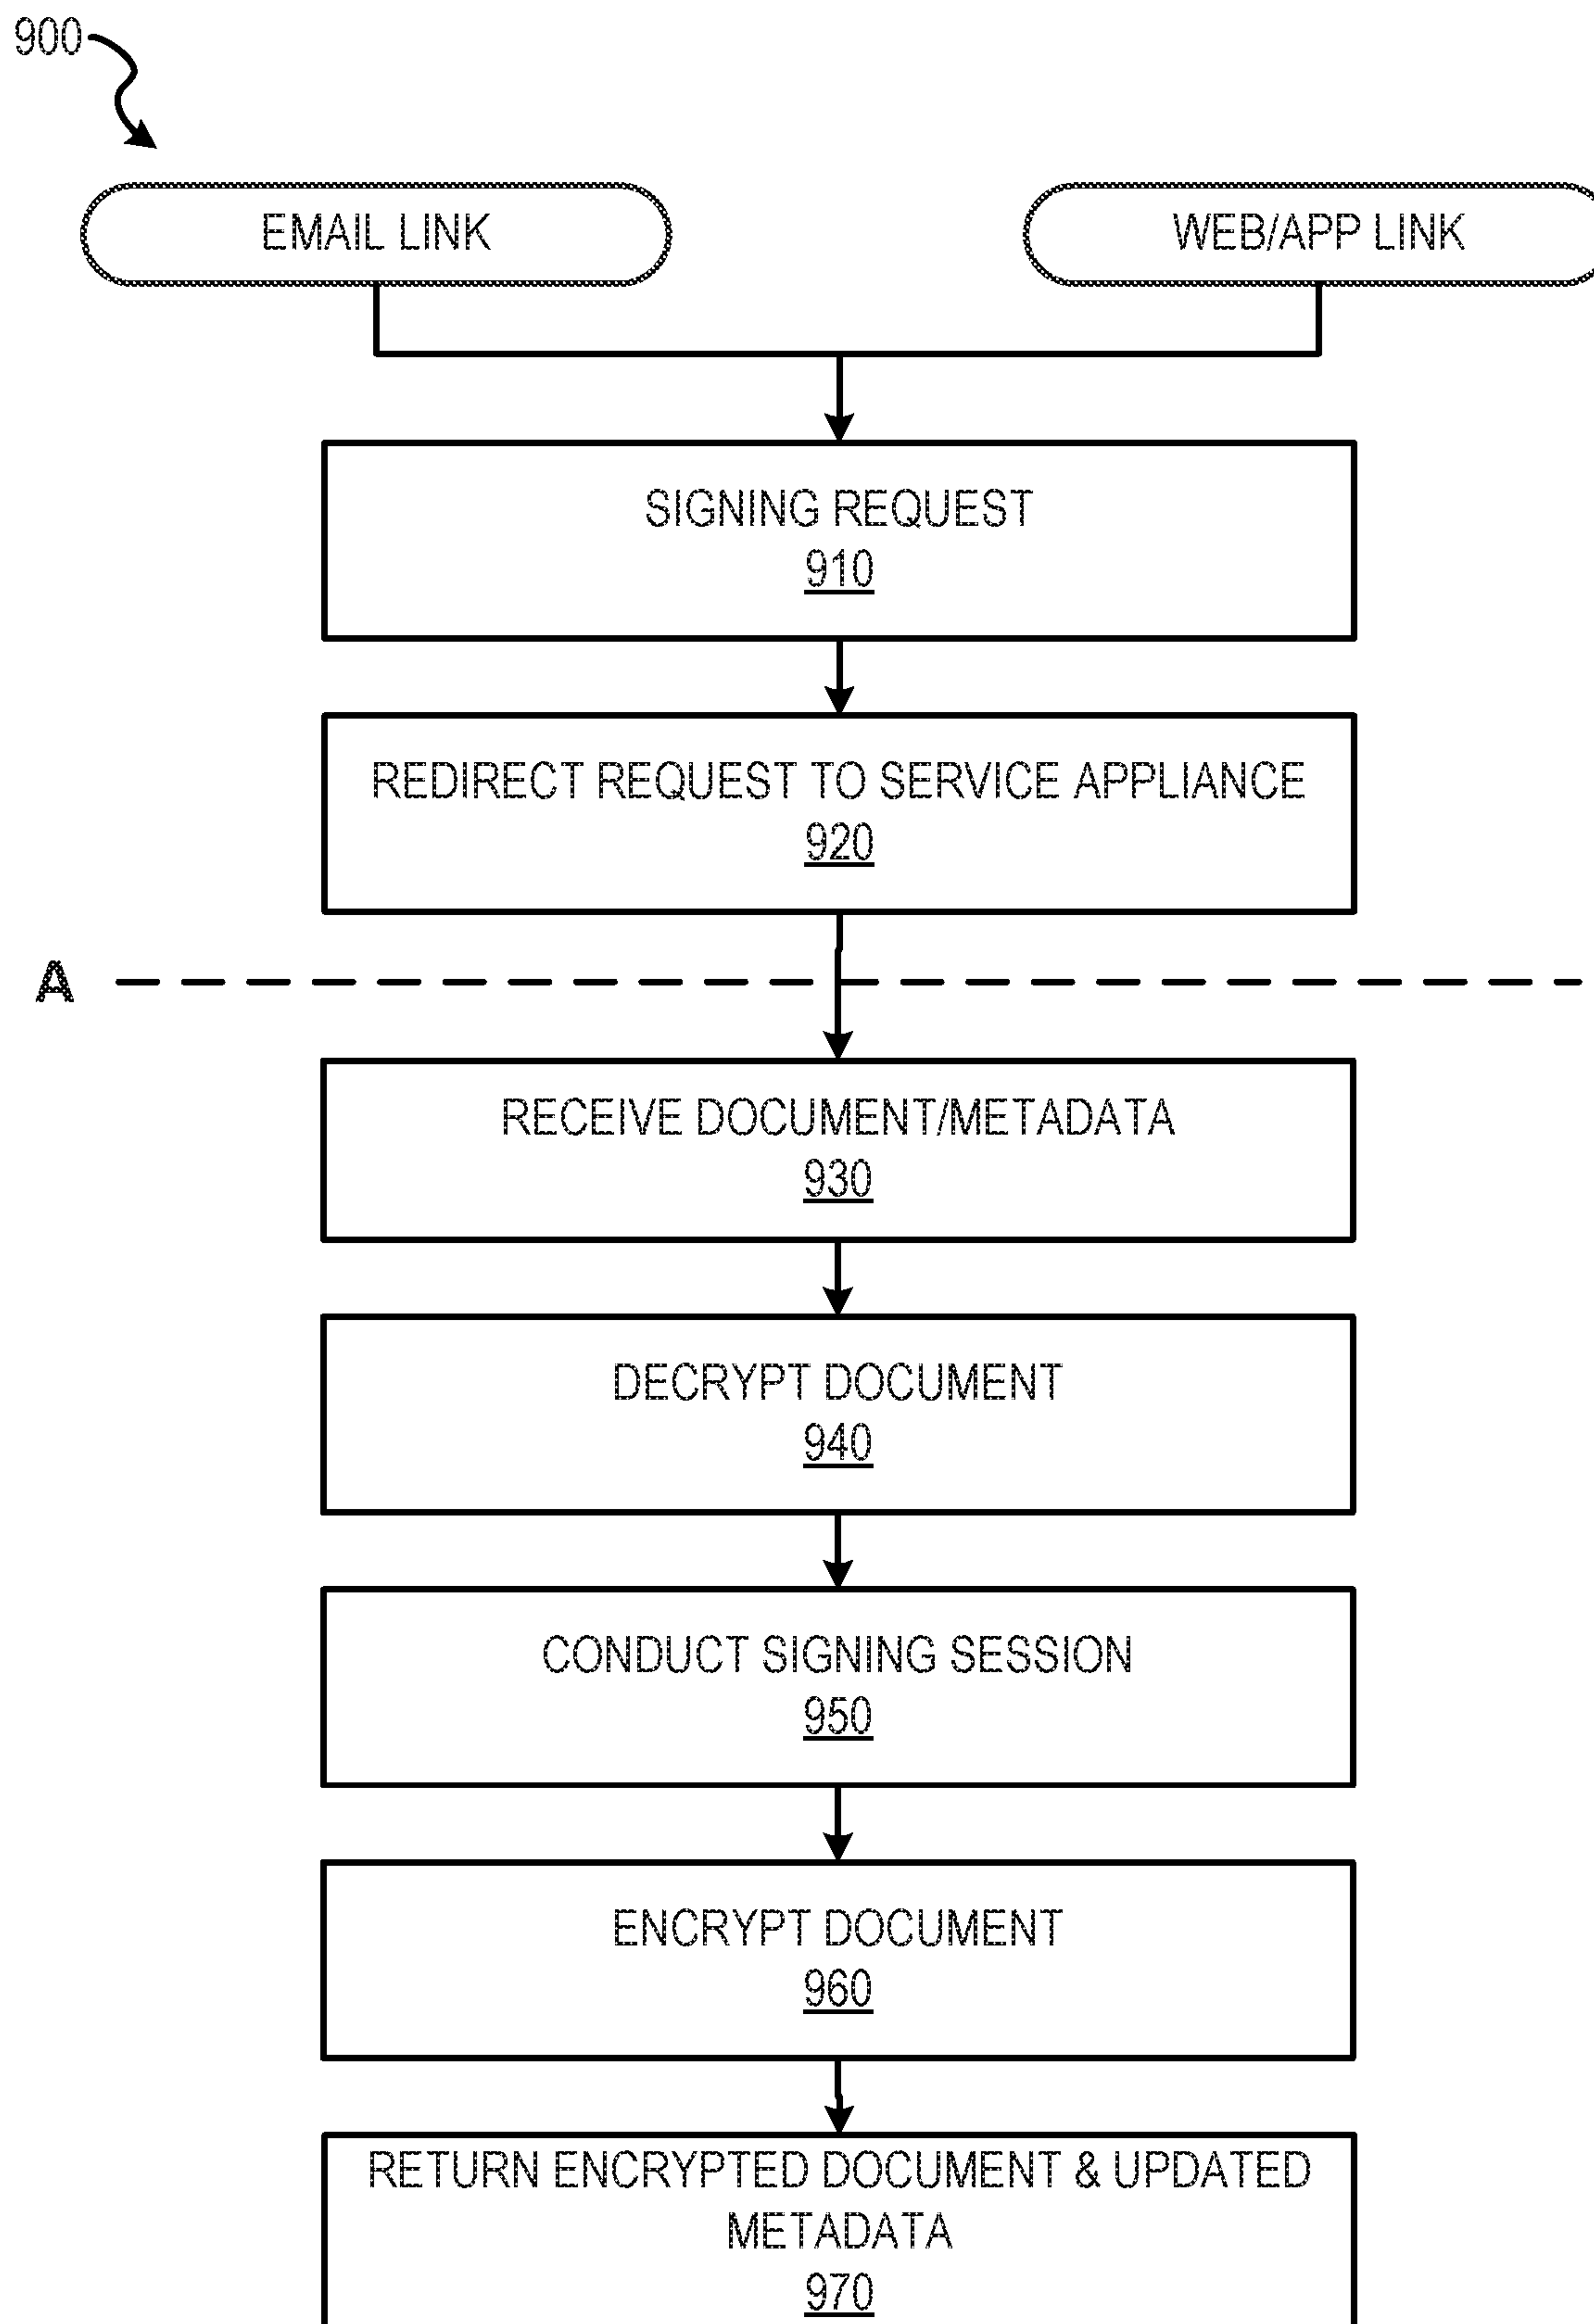 900
EMAIL LINK
WEB/APP LINK
SIGNING REQUEST
910
REDIRECT REQUEST TO SERVICE APPLIANCE
920
A
RECEIVE DOCUMENT/METADATA
930
DECRYPT DOCUMENT
940
CONDUCT SIGNING SESSION
950
ENCRYPT DOCUMENT
960
RETURN ENCRYPTED DOCUMENT & UPDATED
METADATA
970